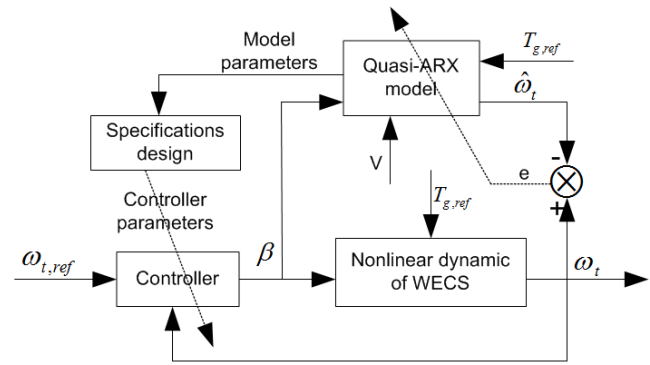 Model
parameters
Quasi-ARX
model
T_{g,ref}
\hat{ω}_t
Specifications
design
V
-
e
+
Controller
parameters
T_{g,ref}
ω_{t,ref}
Controller
β
Nonlinear dynamic
of WECS
ω_t